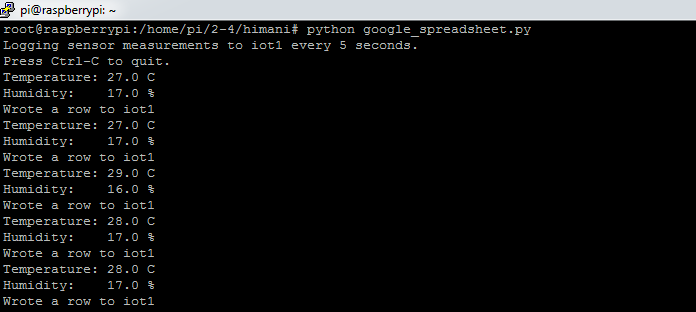 pi@raspberrypi: ~
root@raspberrypi:/home/pi/2-4/himani# python google_spreadsheet.py
Logging sensor measurements to iot1 every 5 seconds.
Press Ctrl-C to quit.
Temperature: 27.0 C
Humidity:    17.0 %
Wrote a row to iot1
Temperature: 27.0 C
Humidity:    17.0 %
Wrote a row to iot1
Temperature: 29.0 C
Humidity:    16.0 %
Wrote a row to iot1
Temperature: 28.0 C
Humidity:    17.0 %
Wrote a row to iot1
Temperature: 28.0 C
Humidity:    17.0 %
Wrote a row to iot1